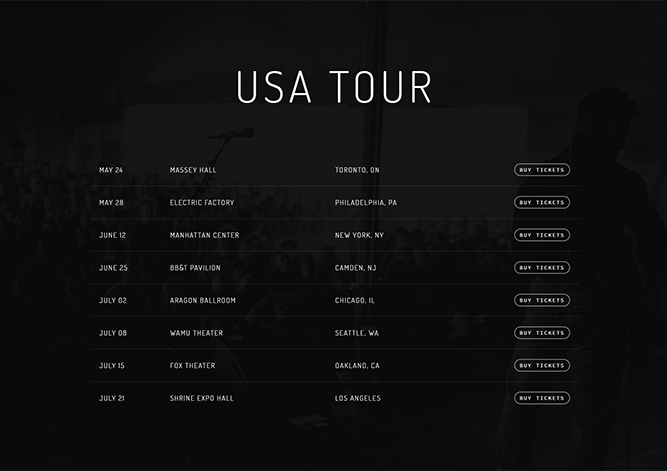 USA TOUR
MAY 24 MASSEY HALL TORONTO, ON BUY TICKETS
MAY 28 ELECTRIC FACTORY PHILADELPHIA, PA BUY TICKETS
JUNE 12 MANHATTAN CENTER NEW YORK, NY BUY TICKETS
JUNE 25 BB&T PAVILION CAMDEN, NJ BUY TICKETS
JULY 02 ARAGON BALLROOM CHICAGO, IL BUY TICKETS
JULY 08 WAMU THEATER SEATTLE, WA BUY TICKETS
JULY 15 FOX THEATER OAKLAND, CA BUY TICKETS
JULY 21 SHRINE EXPO HALL LOS ANGELES BUY TICKETS